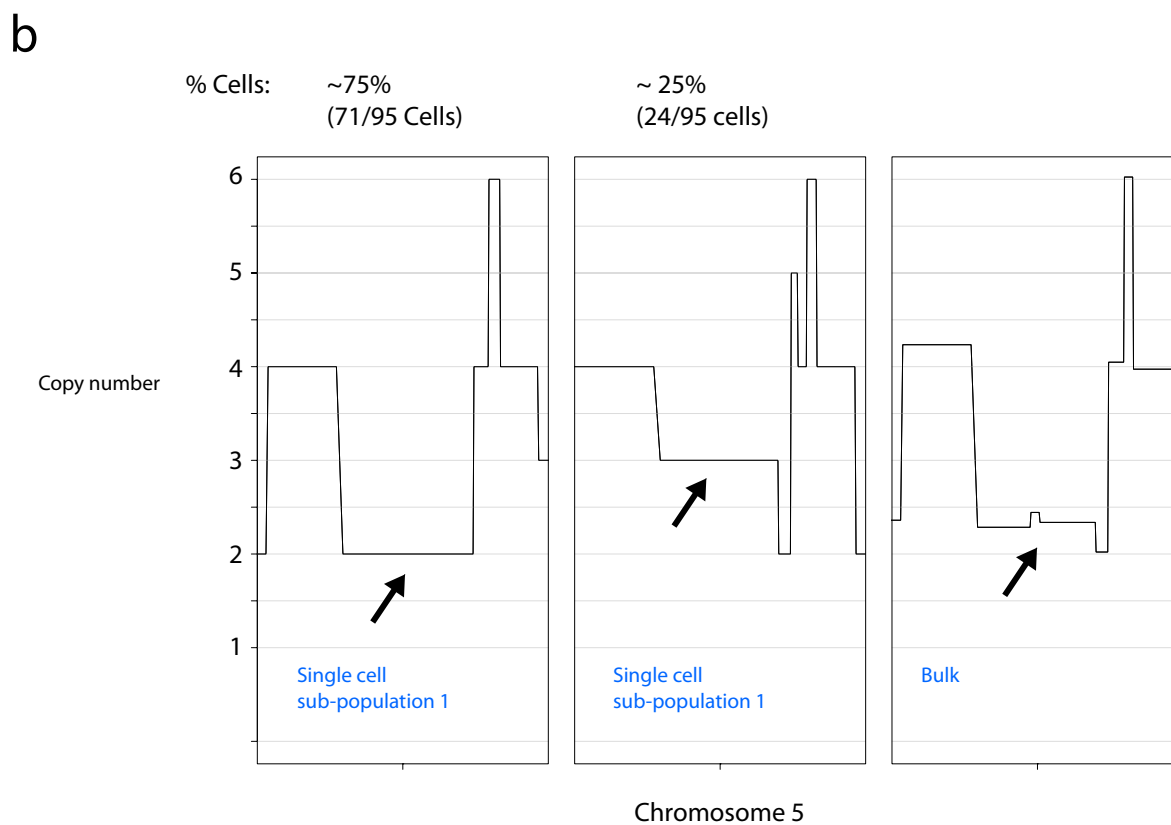 b
% Cells: ~75% ~ 25%
(71/95 Cells) (24/95 cells)
6
5
4
Copy number
3
2
1
Single cell Single cell Bulk
sub-population 1 sub-population 1
Chromosome 5